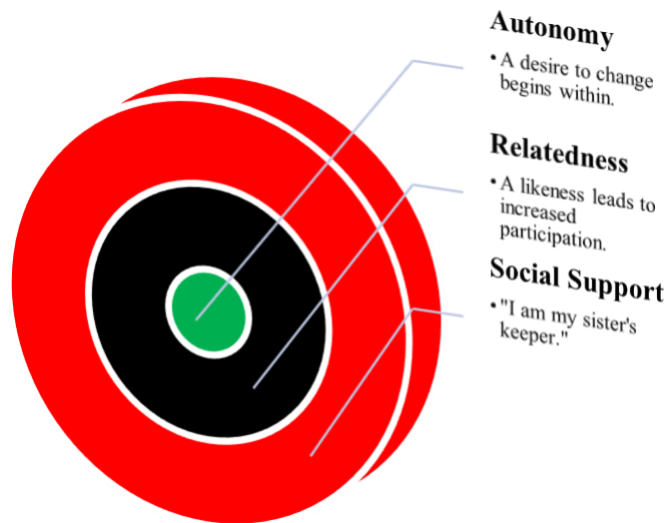 Autonomy
• A desire to change
begins within.
Relatedness
• A likeness leads to
increased
participation.
Social Support
• "I am my sister's
keeper."